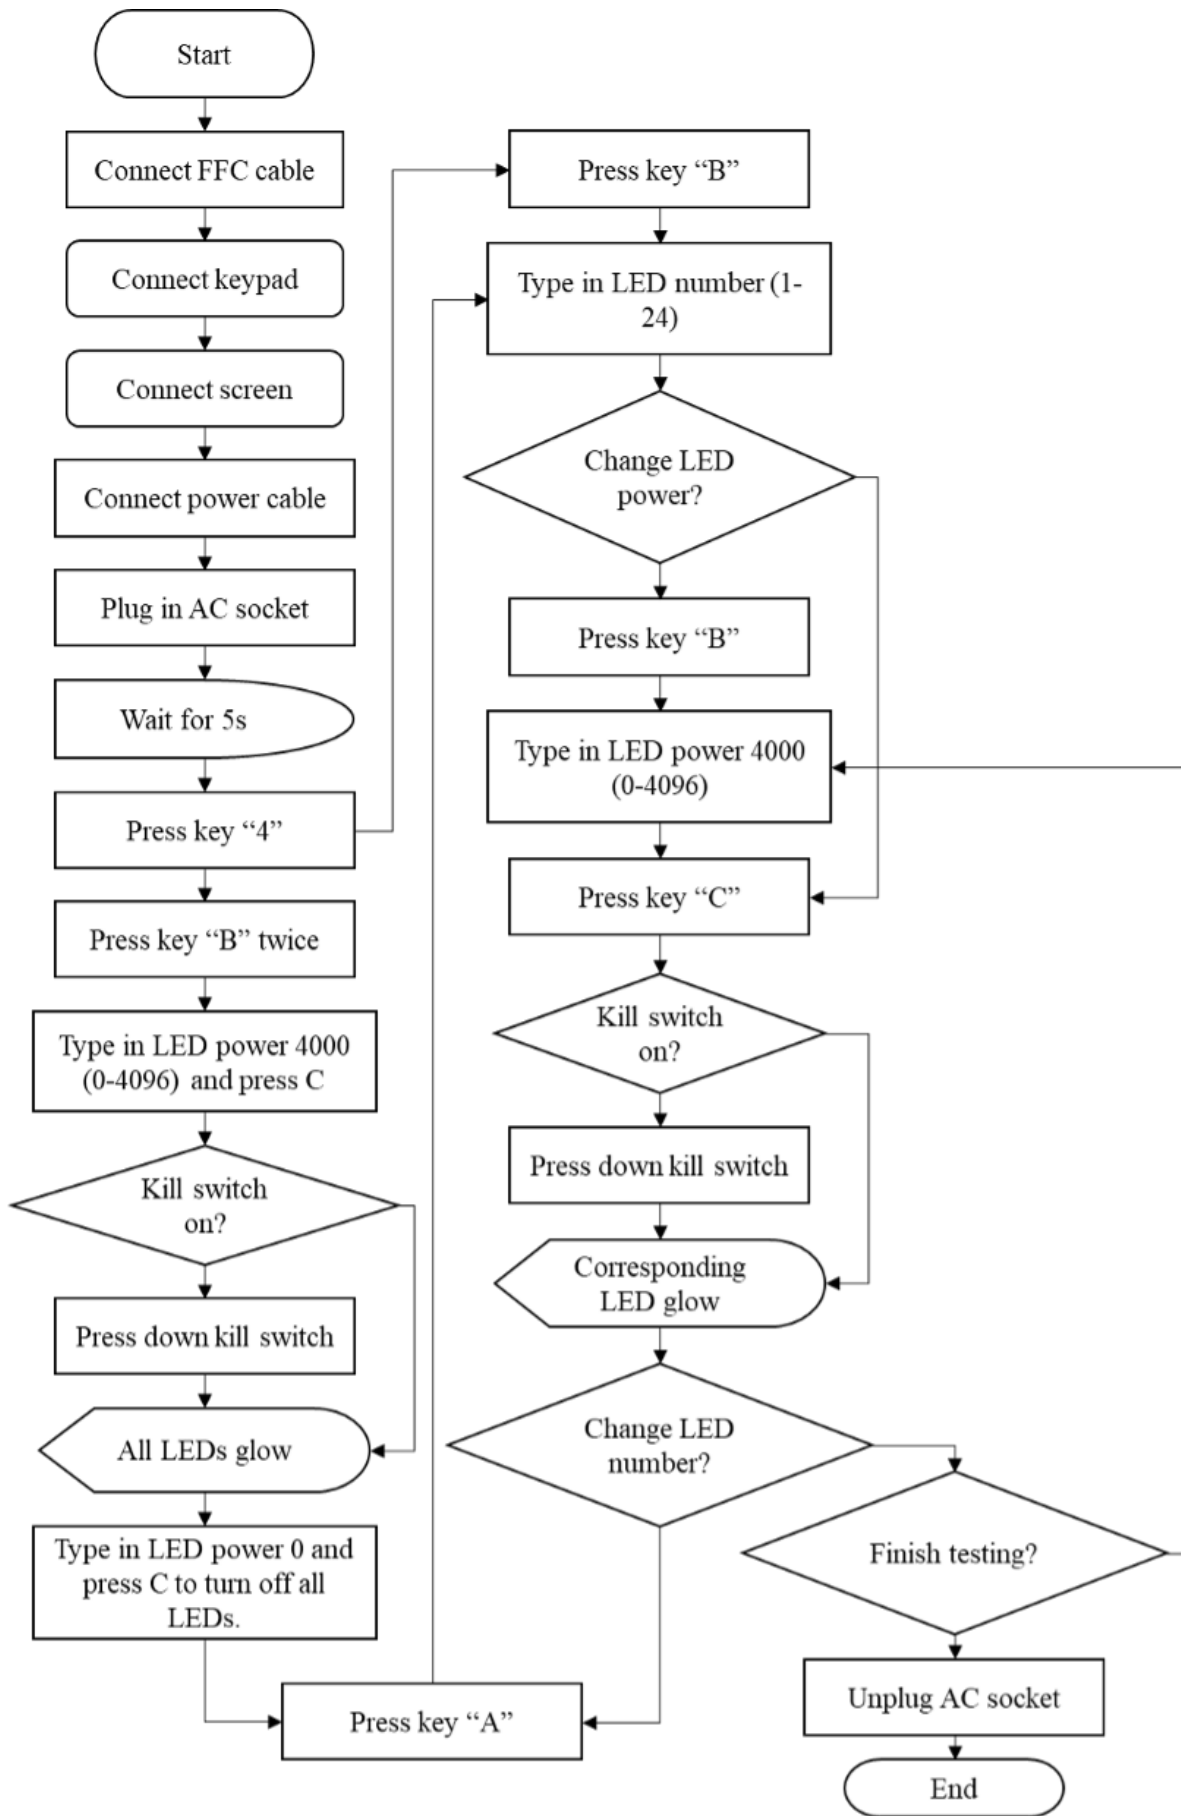 Start
Connect FFC cable
Connect keypad
Connect screen
Connect power cable
Plug in AC socket
Wait for 5s
Press key “4”
Press key “B” twice
Type in LED power 4000
(0-4096) and press C
Kill switch
on?
Press down kill switch
All LEDs glow
Type in LED power 0 and
press C to turn off all
LEDs.
Press key “A”
Press key “B”
Type in LED number (1-
24)
Change LED
power?
Press key “B”
Type in LED power 4000
(0-4096)
Press key “C”
Kill switch
on?
Press down kill switch
Corresponding
LED glow
Change LED
number?
Finish testing?
Unplug AC socket
End